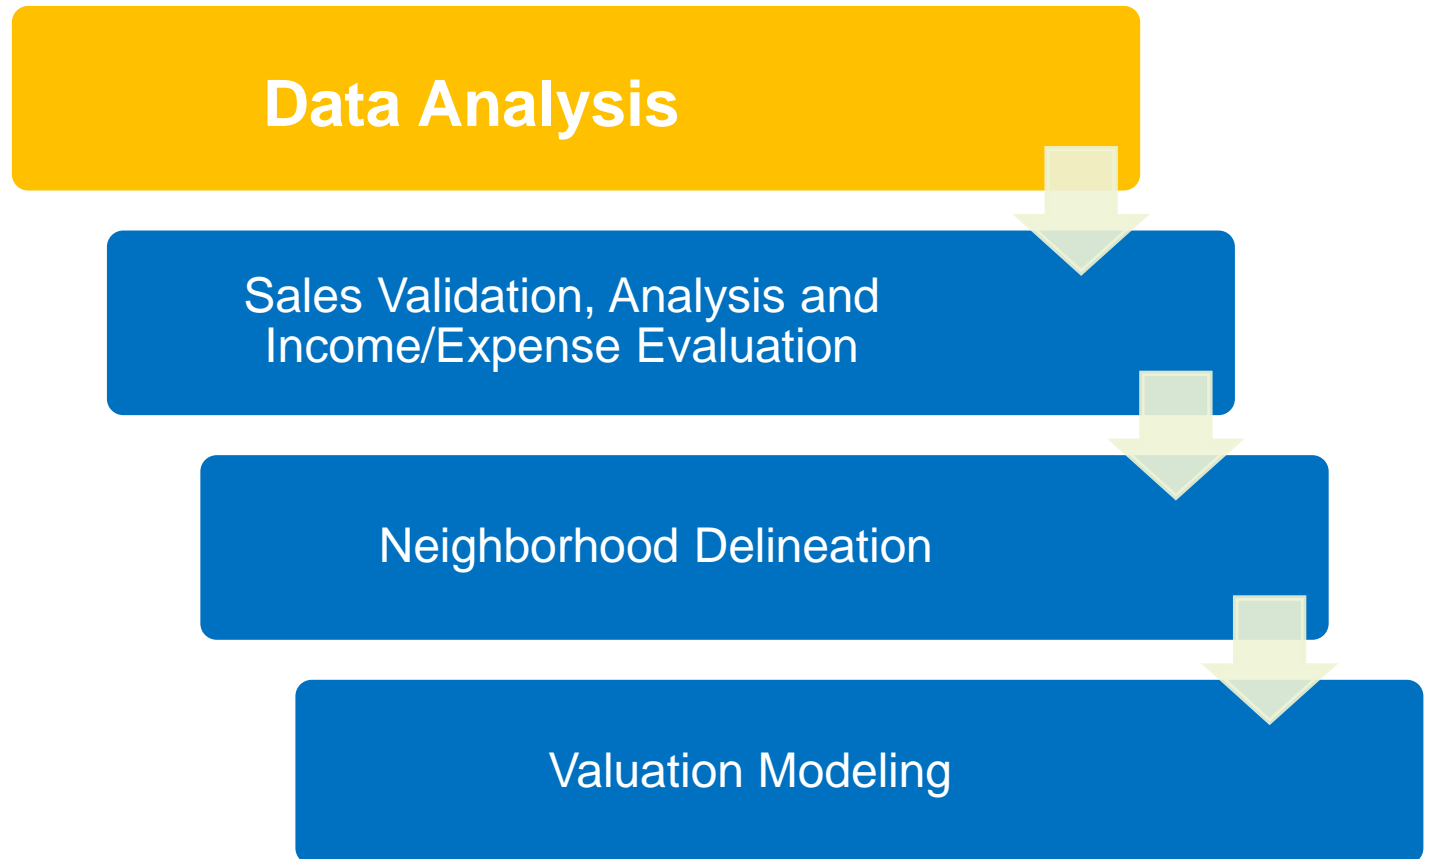 Data Analysis
Sales Validation, Analysis and
Income/Expense Evaluation
Neighborhood Delineation
Valuation Modeling